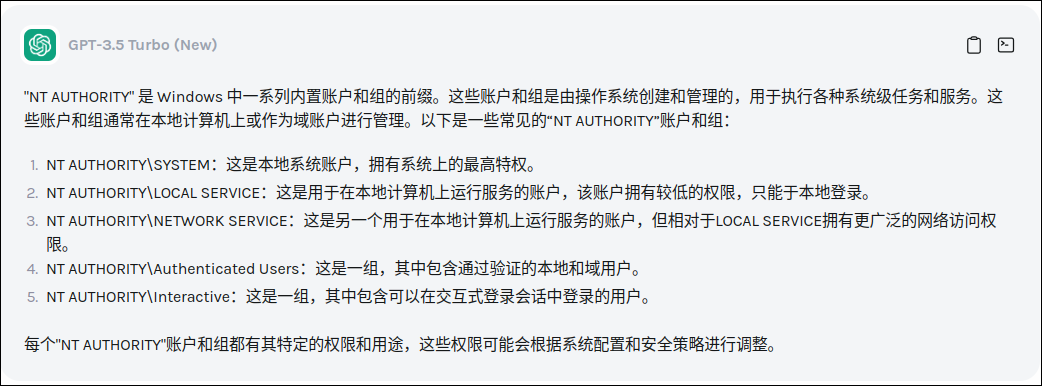 GPT-3.5 Turbo (New)
"NT AUTHORITY" 是 Windows 中一系列内置账户和组的前缀。这些账户和组是由操作系统创建和管理的，用于执行各种系统级任务和服务。这
些账户和组通常在本地计算机上或作为域账户进行管理。以下是一些常见的“NT AUTHORITY”账户和组：
1. NT AUTHORITY\SYSTEM：这是本地系统账户，拥有系统上的最高特权。
2. NT AUTHORITY\LOCAL SERVICE：这是用于在本地计算机上运行服务的账户，该账户拥有较低的权限，只能于本地登录。
3. NT AUTHORITY\NETWORK SERVICE：这是另一个用于在本地计算机上运行服务的账户，但相对于LOCAL SERVICE拥有更广泛的网络访问权
限。
4. NT AUTHORITY\Authenticated Users：这是一组，其中包含通过验证的本地和域用户。
5. NT AUTHORITY\Interactive：这是一组，其中包含可以在交互式登录会话中登录的用户。
每个"NT AUTHORITY"账户和组都有其特定的权限和用途，这些权限可能会根据系统配置和安全策略进行调整。